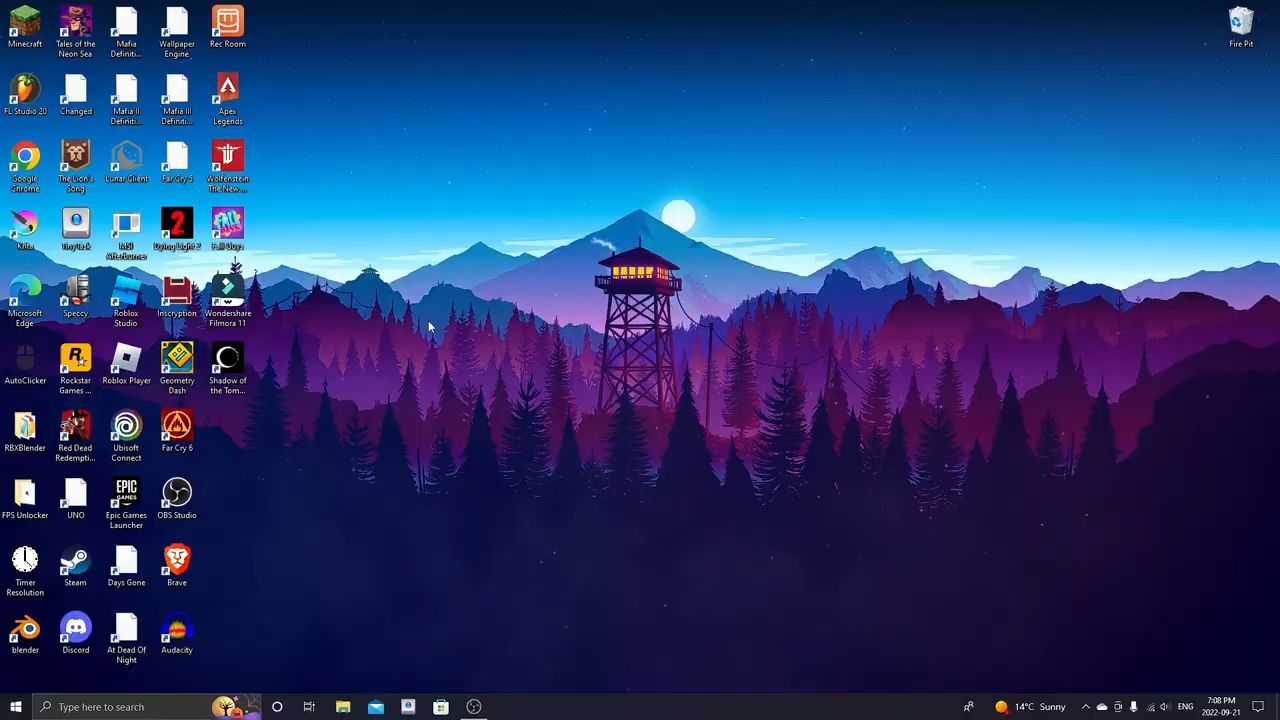 Minecraft
Tales of the
Neon Sea
Mafia
Definiti...
Wallpaper
Engine
Rec Room
Fire Pit
FL Studio 20
Changed
Mafia II
Definiti...
Mafia III
Definiti...
Apex
Legends
Google
Chrome
The Lion's
Song
Lunar Client
Far Cry 5
Wolfenstein
The New ...
Krita
TinyTask
MSI
Afterburner
2
Dying Light 2
FALL GUYS
Fall Guys
Microsoft
Edge
Speccy
Roblox
Studio
Inscryption
Wondershare
Filmora 11
AutoClicker
Rockstar
Games ...
Roblox Player
Geometry
Dash
Shadow of
the Tom...
RBXBlender
Red Dead
Redempti...
Ubisoft
Connect
Far Cry 6
FPS Unlocker
UNO
EPIC
GAMES
Epic Games
Launcher
OBS Studio
Timer
Resolution
Steam
Days Gone
Brave
blender
Discord
At Dead Of
Night
Audacity
Type here to search
14°C Sunny
ENG
7:08 PM
2022-09-21